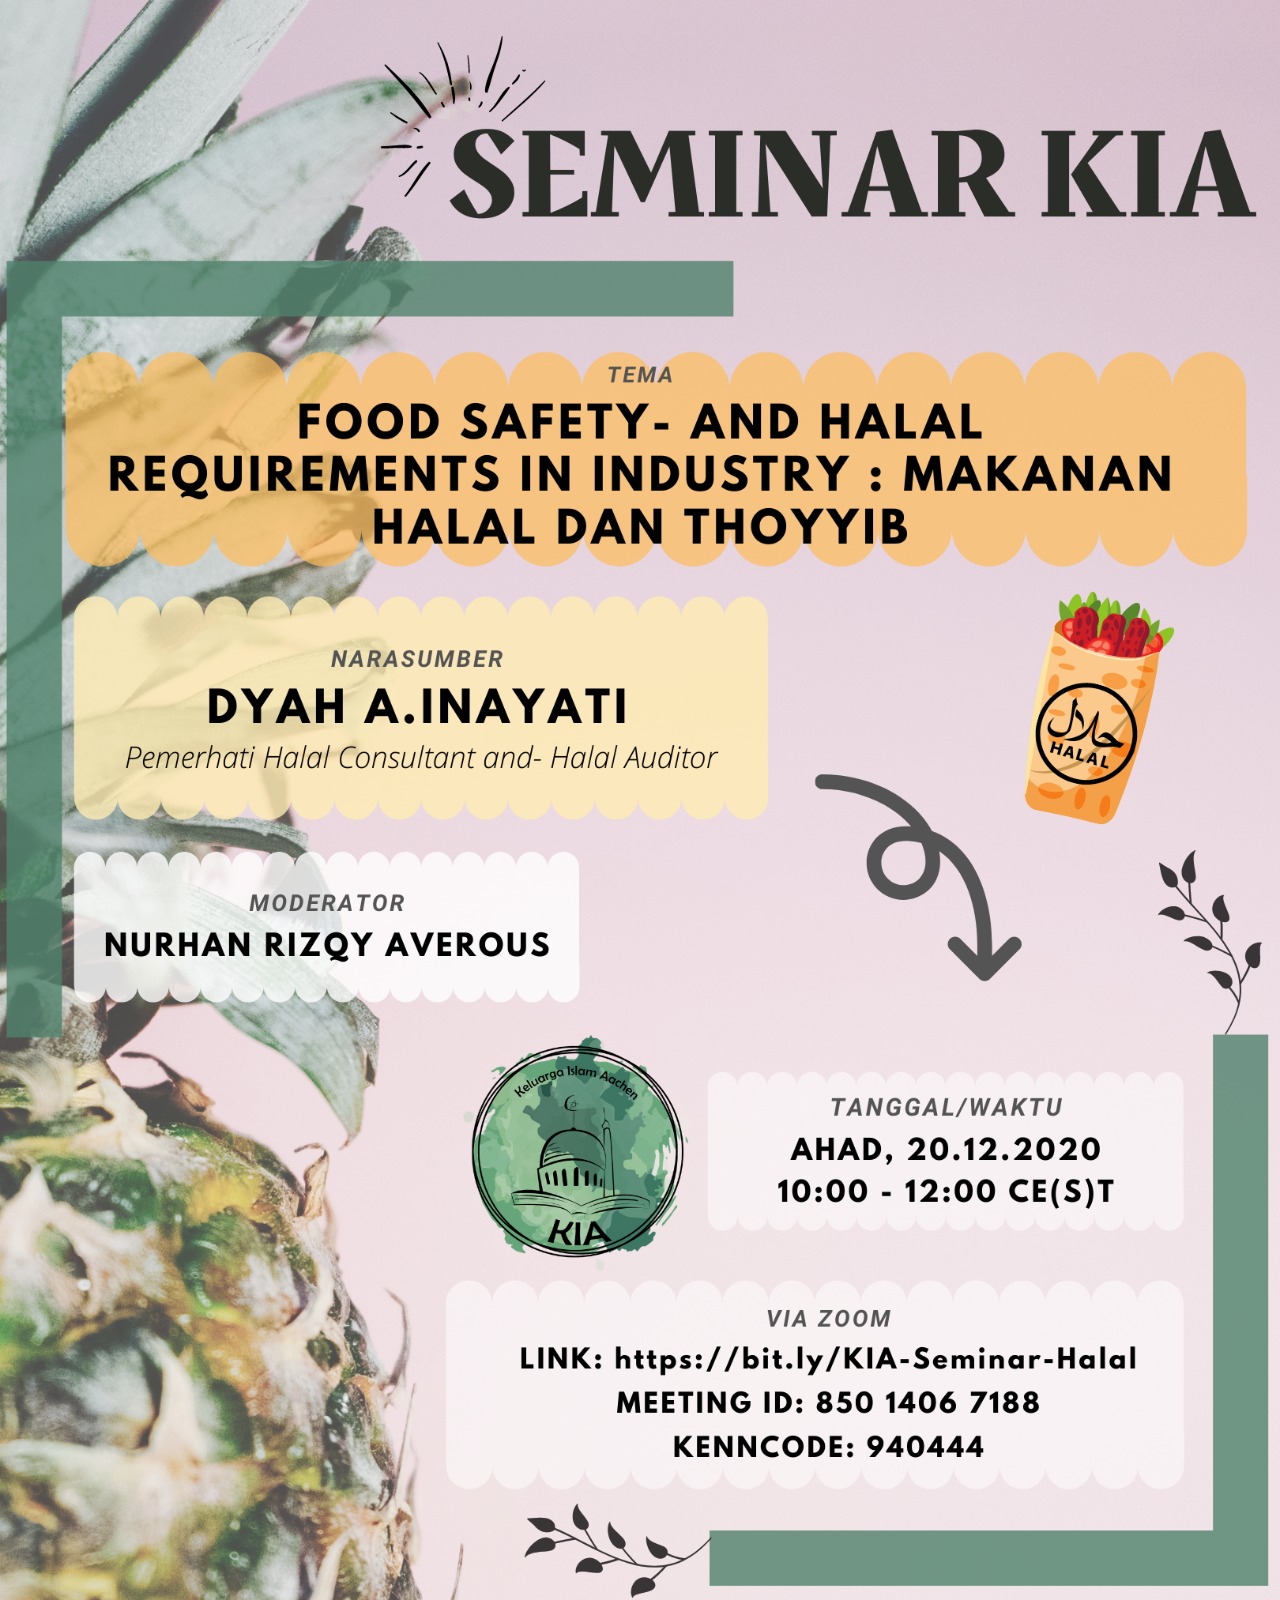 SEMINAR KIA
TEMA
FOOD SAFETY- AND HALAL
REQUIREMENTS IN INDUSTRY : MAKANAN
HALAL DAN THOYYIB
NARASUMBER
DYAH A.INAYATI
Pemerhati Halal Consultant and- Halal Auditor
حلال
HALAL
MODERATOR
NURHAN RIZQY AVEROUS
Keluarga Islam Aachen
KIA
TANGGAL/WAKTU
AHAD, 20.12.2020
10:00 - 12:00 CE(S)T
VIA ZOOM
LINK: https://bit.ly/KIA-Seminar-Halal
MEETING ID: 850 1406 7188
KENNCODE: 940444